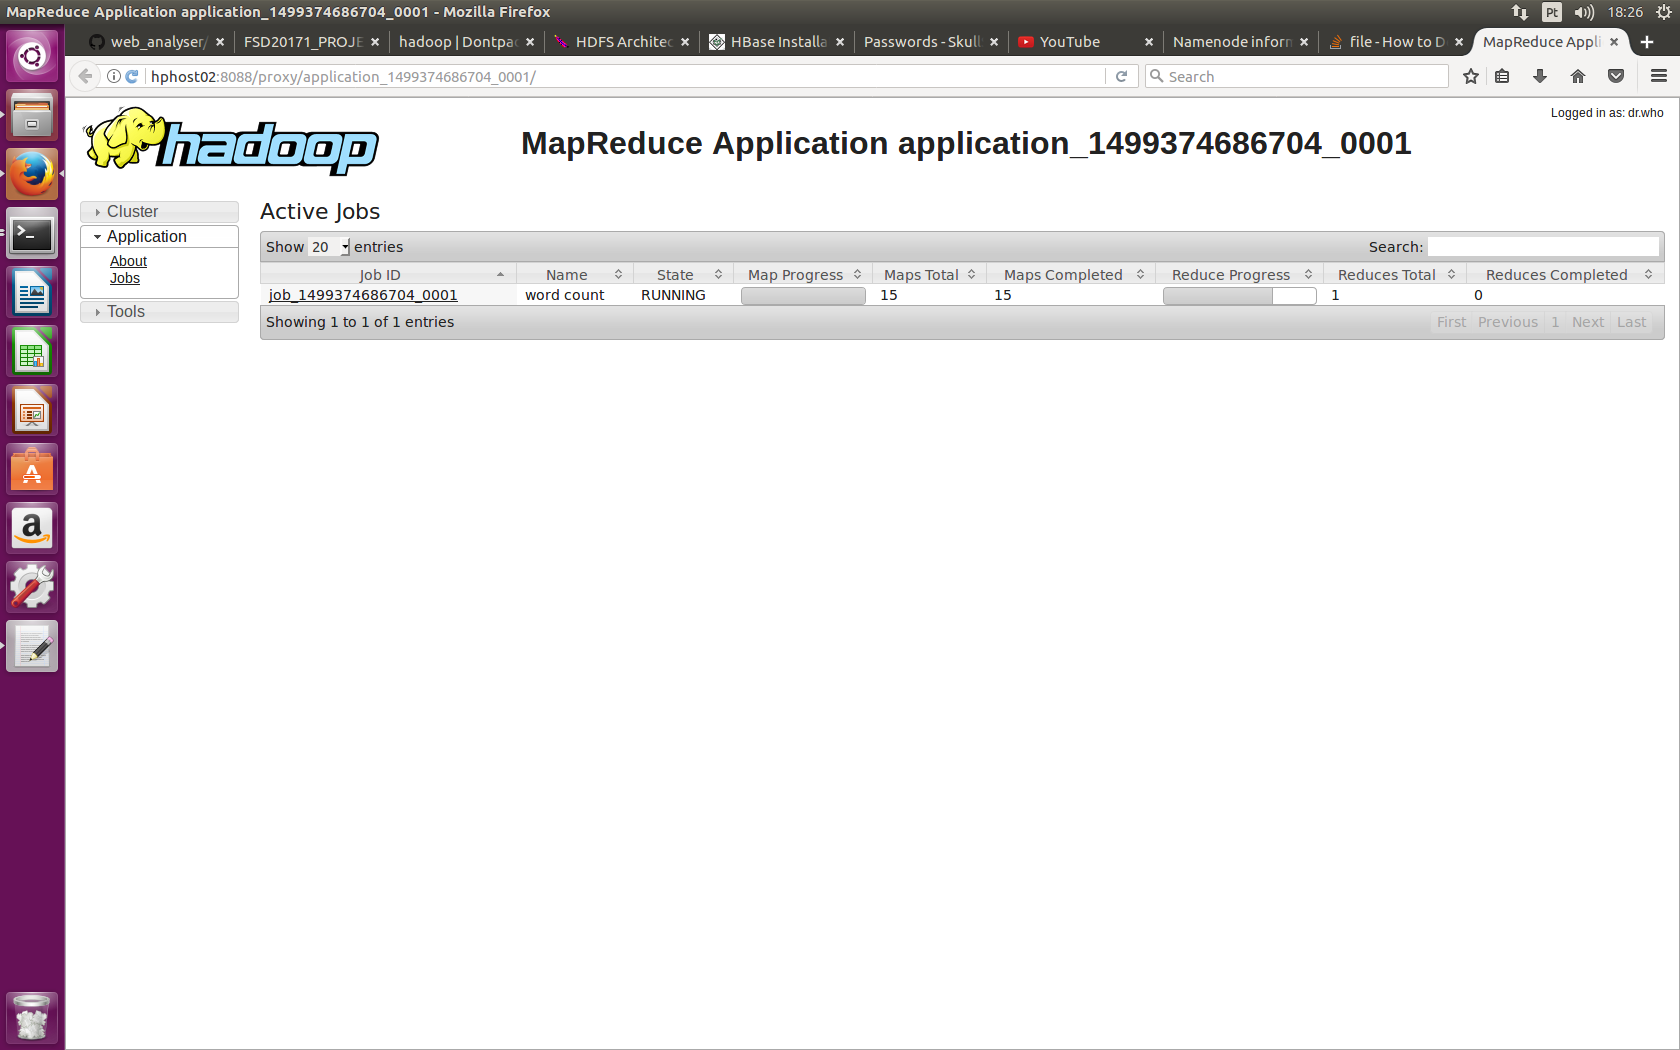 MapReduce Application application_1499374686704_0001 - Mozilla Firefox
Pt
18:26
web_analyser/
FSD20171_PROJE
hadoop | Dontpa
HDFS Architec
HBase Installa
Passwords - Skul
YouTube
Namenode inform
file - How to D
MapReduce Appli
hphost02:8088/proxy/application_1499374686704_0001/
Search
Logged in as: dr.who
hadoop
MapReduce Application application_1499374686704_0001
Cluster
Application
About
Jobs
Tools
Active Jobs
Show 20 entries
Search:
Job ID Name State Map Progress Maps Total Maps Completed Reduce Progress Reduces Total Reduces Completed
job_1499374686704_0001 word count RUNNING 15 15 1 0
Showing 1 to 1 of 1 entries
First Previous 1 Next Last